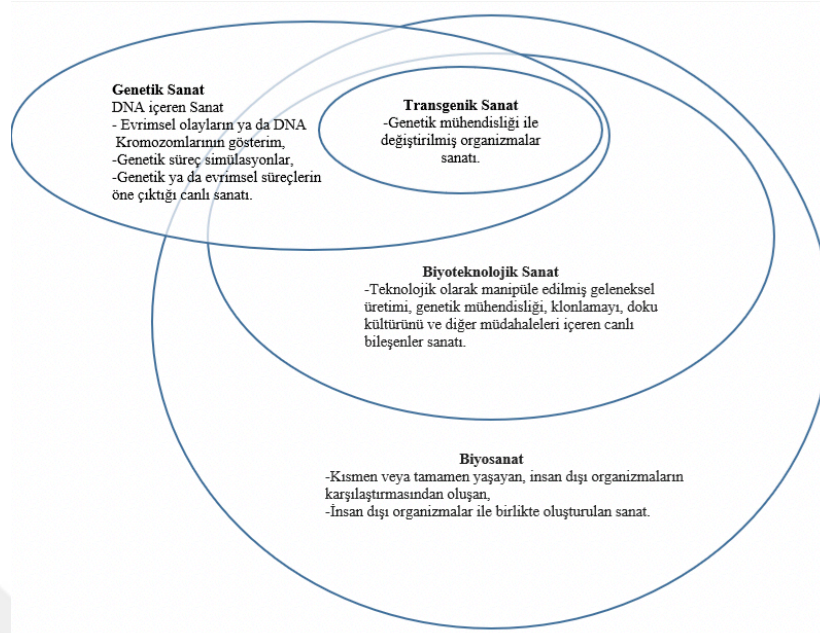 Genetik Sanat
DNA içeren Sanat
- Evrimsel olayların ya da DNA
Kromozomlarının gösterim,
-Genetik süreç simülasyonlar,
-Genetik ya da evrimsel süreçlerin
öne çıktığı canlı sanatı.
Transgenik Sanat
-Genetik mühendisliği ile
değiştirilmiş organizmalar
sanatı.
Biyoteknolojik Sanat
-Teknolojik olarak manipüle edilmiş geleneksel
üretimi, genetik mühendisliği, klonlamayı, doku
kültürünü ve diğer müdahaleleri içeren canlı
bileşenler sanatı.
Biyosanat
-Kısmen veya tamamen yaşayan, insan dışı organizmaların
karşılaştırmasından oluşan,
-İnsan dışı organizmalar ile birlikte oluşturulan sanat.